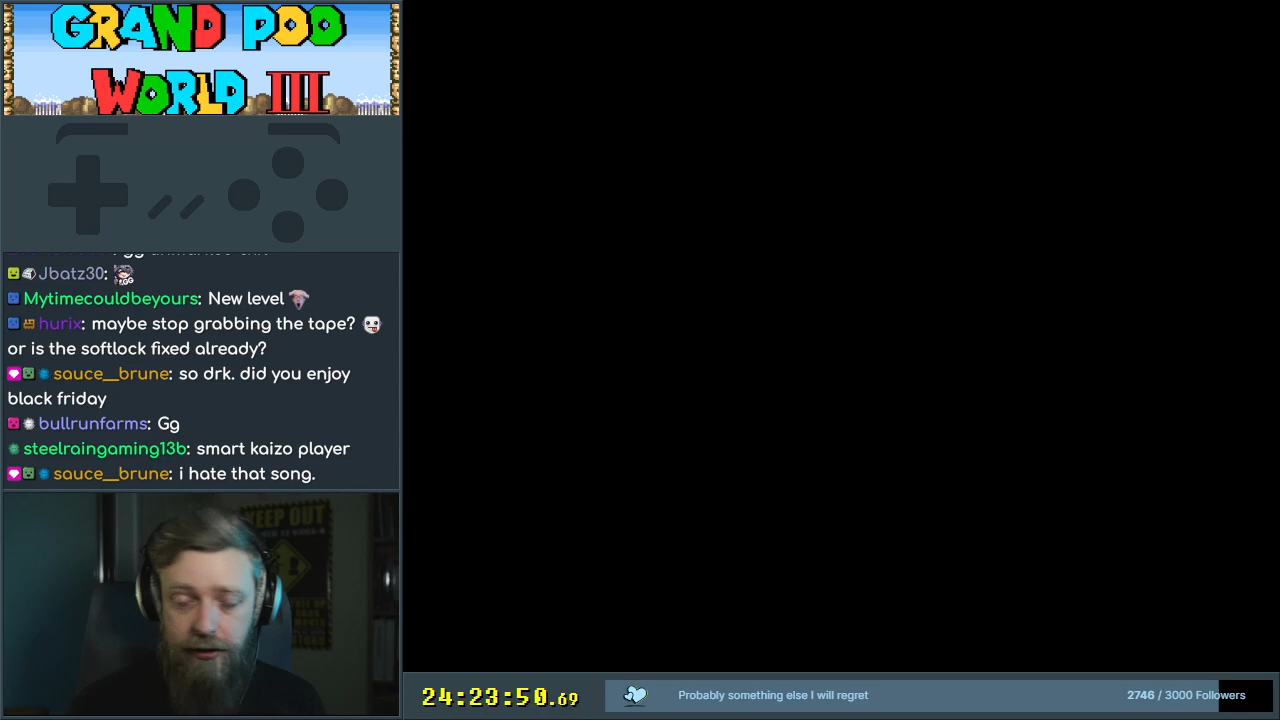 GRAND POO
WORLD III
Jbatz30:
Mytimecouldbeyours: New level
hurix: maybe stop grabbing the tape?
or is the softlock fixed already?
sauce__brune: so drk. did you enjoy
black friday
bullrunfarms: Gg
steelraingaming13b: smart kaizo player
sauce__brune: i hate that song.
KEEP OUT
24:23:50.69
Probably something else I will regret
2746 / 3000 Followers